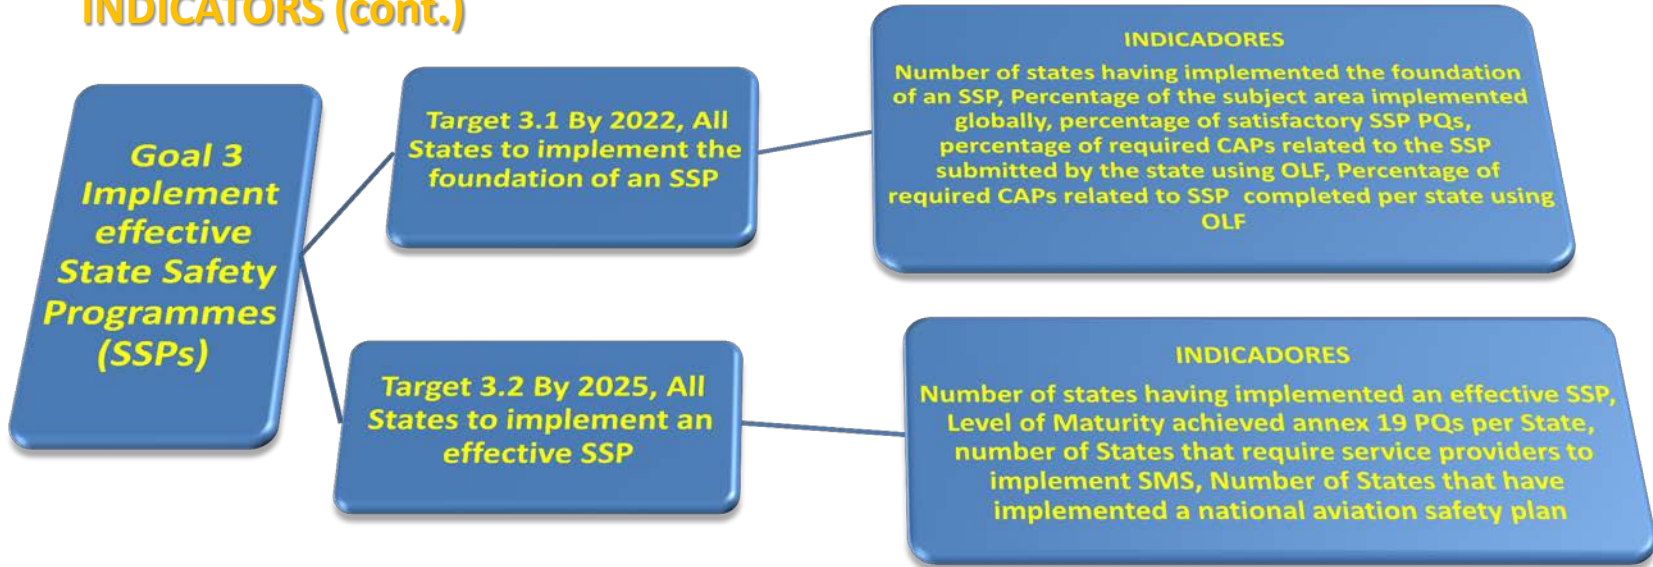 INDICATORS (cont.)
Goal 3
Implement
effective
State Safety
Programmes
(SSPs)
Target 3.1 By 2022, All
States to implement the
foundation of an SSP
INDICADORES
Number of states having implemented the foundation
of an SSP, Percentage of the subject area implemented
globally, percentage of satisfactory SSP PQs,
percentage of required CAPs related to the SSP
submitted by the state using OLF, Percentage of
required CAPs related to SSP completed per state using
OLF
Target 3.2 By 2025, All
States to implement an
effective SSP
INDICADORES
Number of states having implemented an effective SSP,
Level of Maturity achieved annex 19 PQs per State,
number of States that require service providers to
implement SMS, Number of States that have
implemented a national aviation safety plan